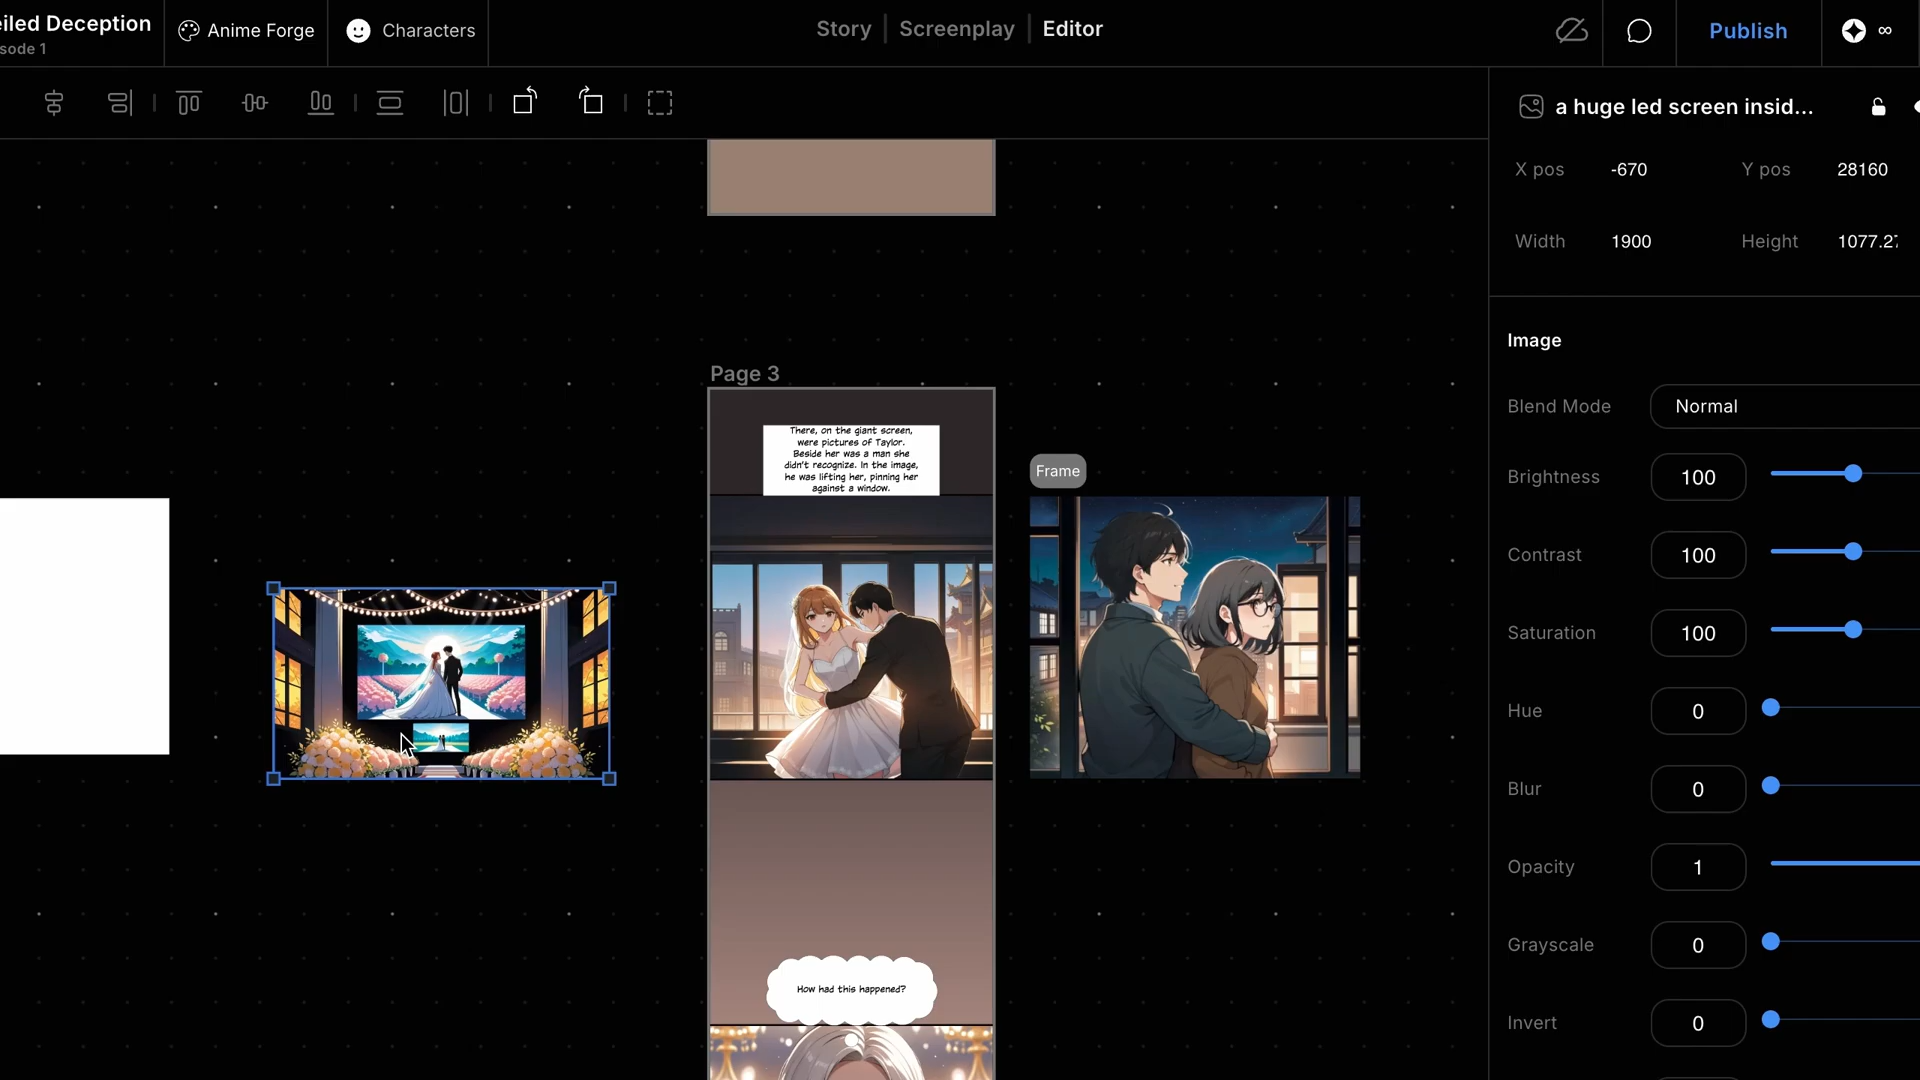 eiled Deception
sode 1
Anime Forge
Characters
Story
Screenplay
Editor
Publish
∞
a huge led screen insid...
X pos
-670
Y pos
28160
Width
1900
Height
1077.27
Page 3
There, on the giant screen,
were pictures of Taylor.
Beside her was a man she
didn't recognize. In the image,
he was lifting her, pinning her
against a window.
Frame
How had this happened?
Image
Blend Mode
Normal
Brightness
100
Contrast
100
Saturation
100
Hue
0
Blur
0
Opacity
1
Grayscale
0
Invert
0